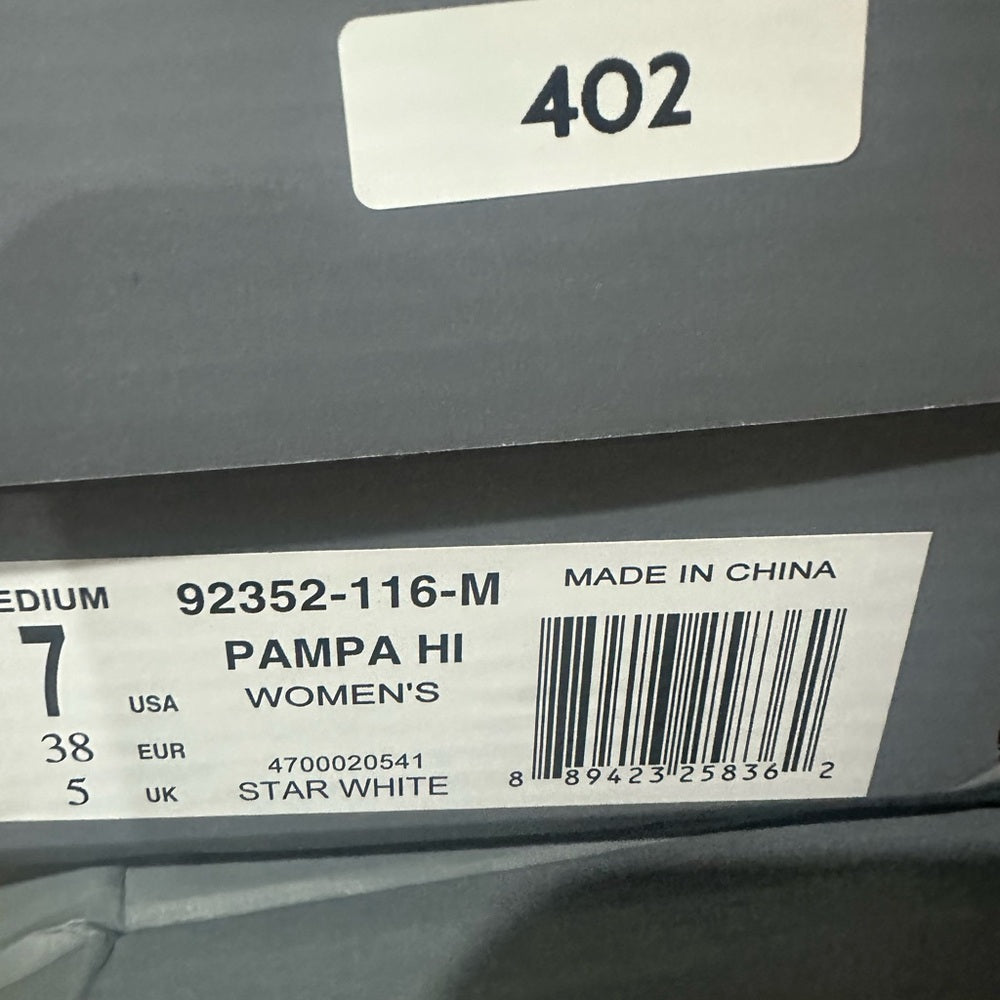 402
EDIUM 92352-116-M MADE IN CHINA
7 USA PAMPA HI
WOMEN'S
38 EUR
4700020541
5 UK STAR WHITE
8 89423 25836 2